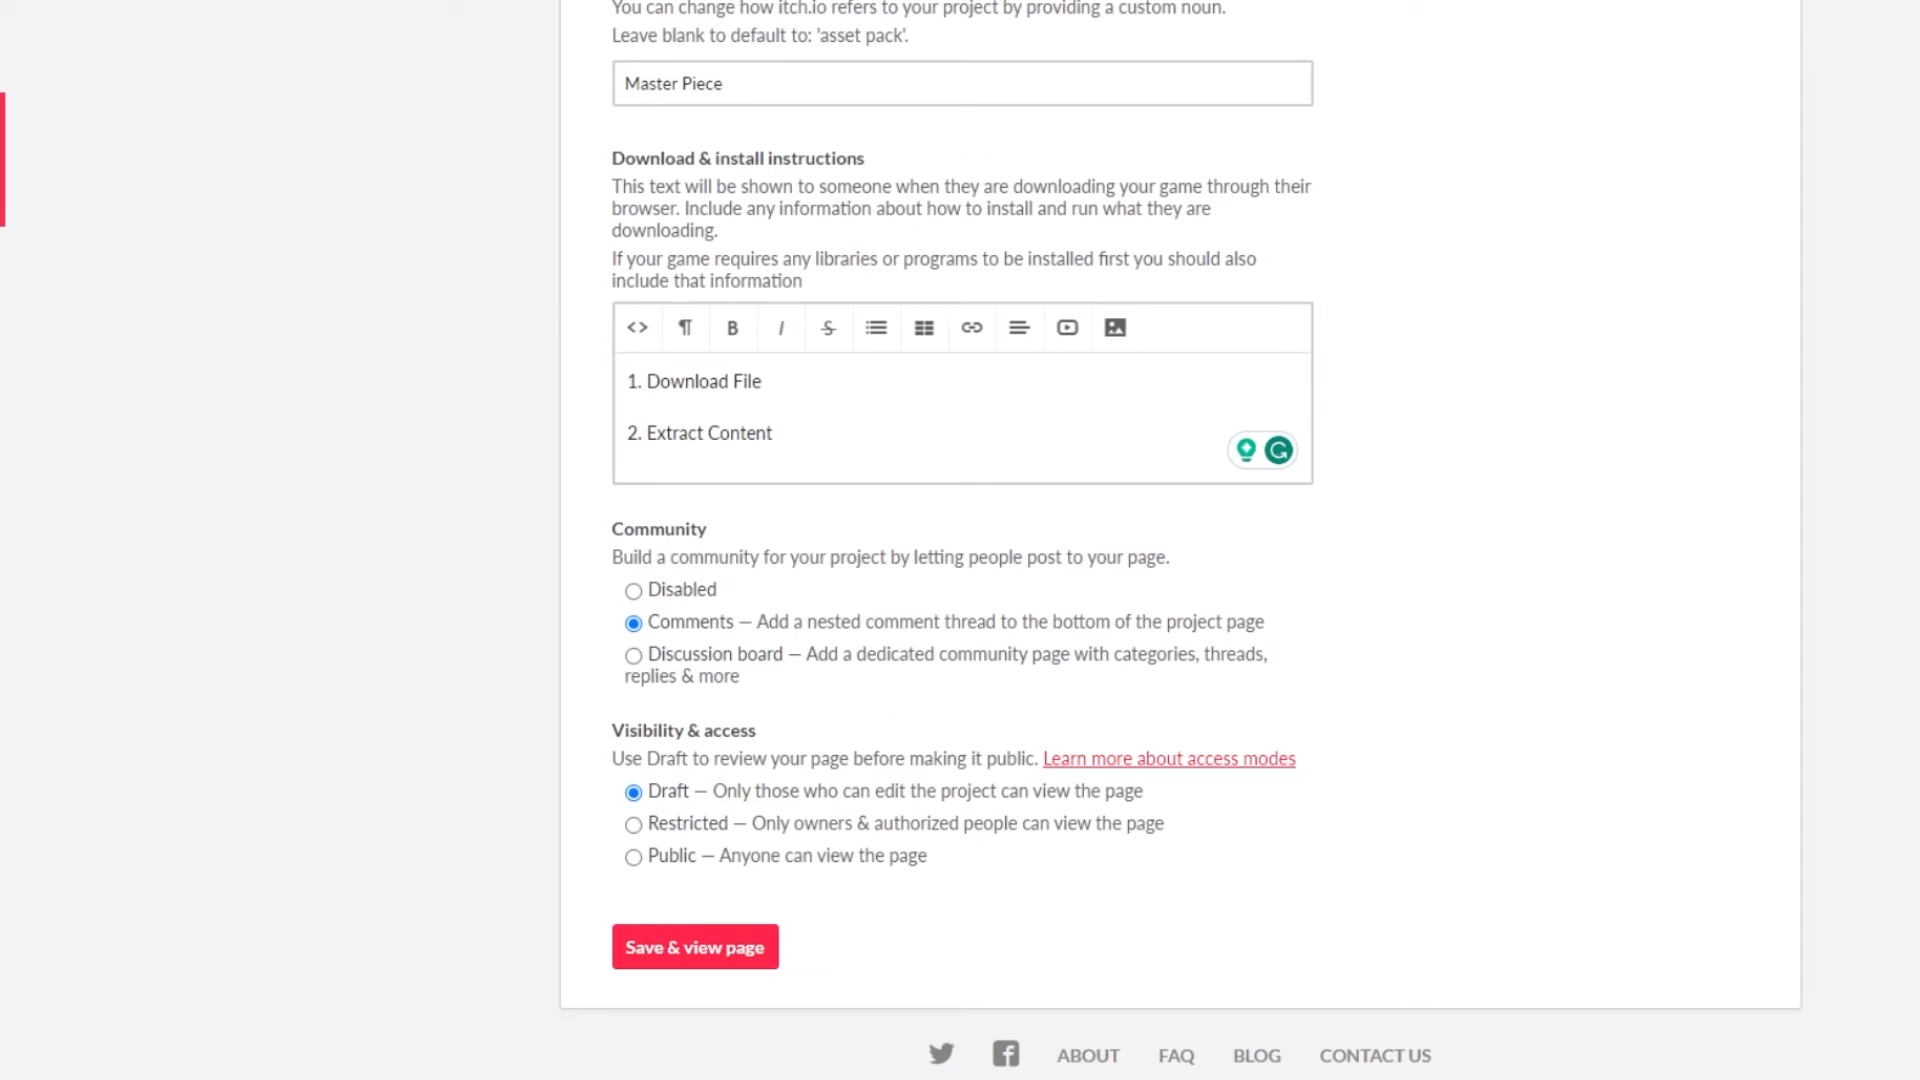 You can change how itch.io refers to your project by providing a custom noun.
Leave blank to default to: 'asset pack'.
Master Piece
Download & install instructions
This text will be shown to someone when they are downloading your game through their
browser. Include any information about how to install and run what they are
downloading.
If your game requires any libraries or programs to be installed first you should also
include that information
1. Download File
2. Extract Content
Community
Build a community for your project by letting people post to your page.
Disabled
Comments — Add a nested comment thread to the bottom of the project page
Discussion board — Add a dedicated community page with categories, threads,
replies & more
Visibility & access
Use Draft to review your page before making it public. Learn more about access modes
Draft — Only those who can edit the project can view the page
Restricted — Only owners & authorized people can view the page
Public — Anyone can view the page
Save & view page
ABOUT FAQ BLOG CONTACT US